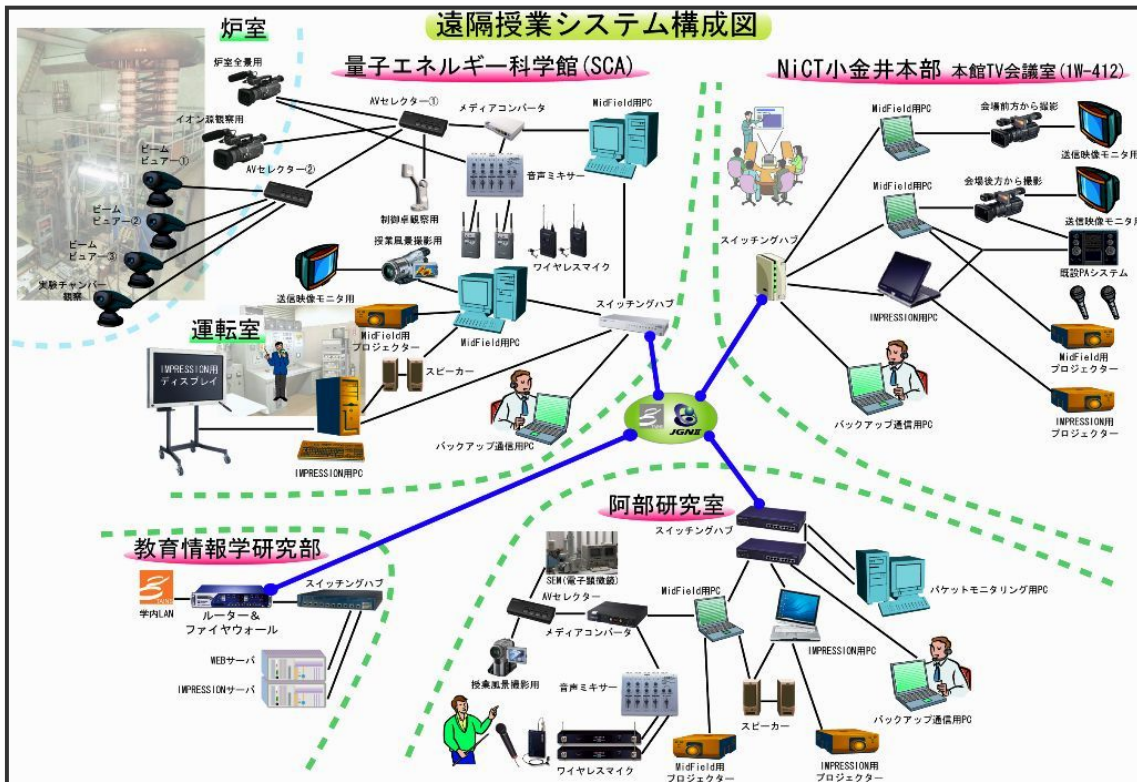 遠隔授業システム構成図
炉室
炉室全景用
イオン源観察用
ビーム
ビュアー①
ビーム
ビュアー②
ビーム
ビュアー③
実験チャンバー
観察
AVセレクター②
量子エネルギー科学館(SCA)
AVセレクター①
メディアコンバータ
MidField用PC
音声ミキサー
制御卓観察用
ワイヤレスマイク
授業風景撮影用
送信映像モニタ用
MidField用
プロジェクター
MidField用PC
スイッチングハブ
運転室
IMPRESSION用
ディスプレイ
スピーカー
IMPRESSION用PC
バックアップ通信用PC
NiCT小金井本部 本館TV会議室(1W-412)
MidField用PC
会場前方から撮影
送信映像モニタ用
MidField用PC
会場後方から撮影
送信映像モニタ用
スイッチングハブ
既設PAシステム
IMPRESSION用PC
MidField用
プロジェクター
IMPRESSION用
プロジェクター
バックアップ通信用PC
JGNⅡ
教育情報学研究部
学内LAN
ルーター&
ファイヤウォール
スイッチングハブ
WEBサーバ
IMPRESSIONサーバ
阿部研究室
スイッチングハブ
SEM(電子顕微鏡)
AVセレクター
メディアコンバータ
MidField用PC
パケットモニタリング用PC
IMPRESSION用PC
授業風景撮影用
音声ミキサー
スピーカー
バックアップ通信用PC
ワイヤレスマイク
MidField用
プロジェクター
IMPRESSION用
プロジェクター